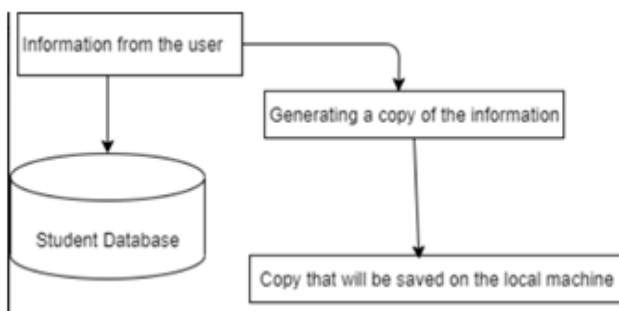 Information from the user
Generating a copy of the information
Student Database
Copy that will be saved on the local machine